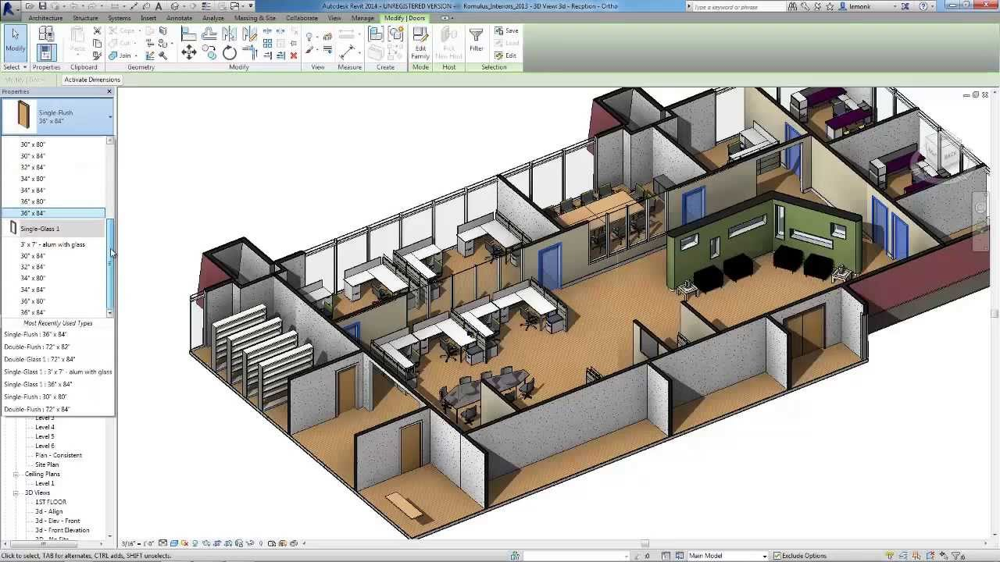 Autodesk Revit 2014 - UNREGISTERED VERSION - Romulus_Interiors_2013 - 3D View: 3d - Recption - Ortho
Type a keyword or phrase
lemonk
Architecture Structure Systems Insert Annotate Analyze Massing & Site Collaborate View Manage Modify | Doors
Modify
Paste
Cope
Cut
Join
Edit Family
Pick New Host
Filter
Save
Load
Edit
Select Properties Clipboard Geometry Modify View Measure Create Mode Host Selection
Modify | Doors Activate Dimensions
Properties
Single-Flush
36" x 84"
30" x 80"
30" x 84"
32" x 84"
34" x 80"
34" x 84"
36" x 80"
36" x 84"
Single-Glass 1
3' x 7' - alum with glass
30" x 84"
32" x 84"
34" x 80"
34" x 84"
36" x 80"
36" x 84"
Most Recently Used Types
Single-Flush : 36" x 84"
Double-Flush : 72" x 82"
Double-Glass 1 : 72" x 84"
Single-Glass 1 : 3' x 7' - alum with glass
Single-Glass 1 : 36" x 84"
Single-Flush : 30" x 80"
Double-Flush : 72" x 84"
Level 3
Level 4
Level 5
Level 6
Plan - Consistent
Site Plan
Ceiling Plans
Level 1
3D Views
1ST FLOOR
3d - Align
3d - Elev - Front
3d - Front Elevation
BACK
3/16" = 1'-0"
Click to select, TAB for alternates, CTRL adds, SHIFT unselects.
:0
Main Model
Exclude Options
:1